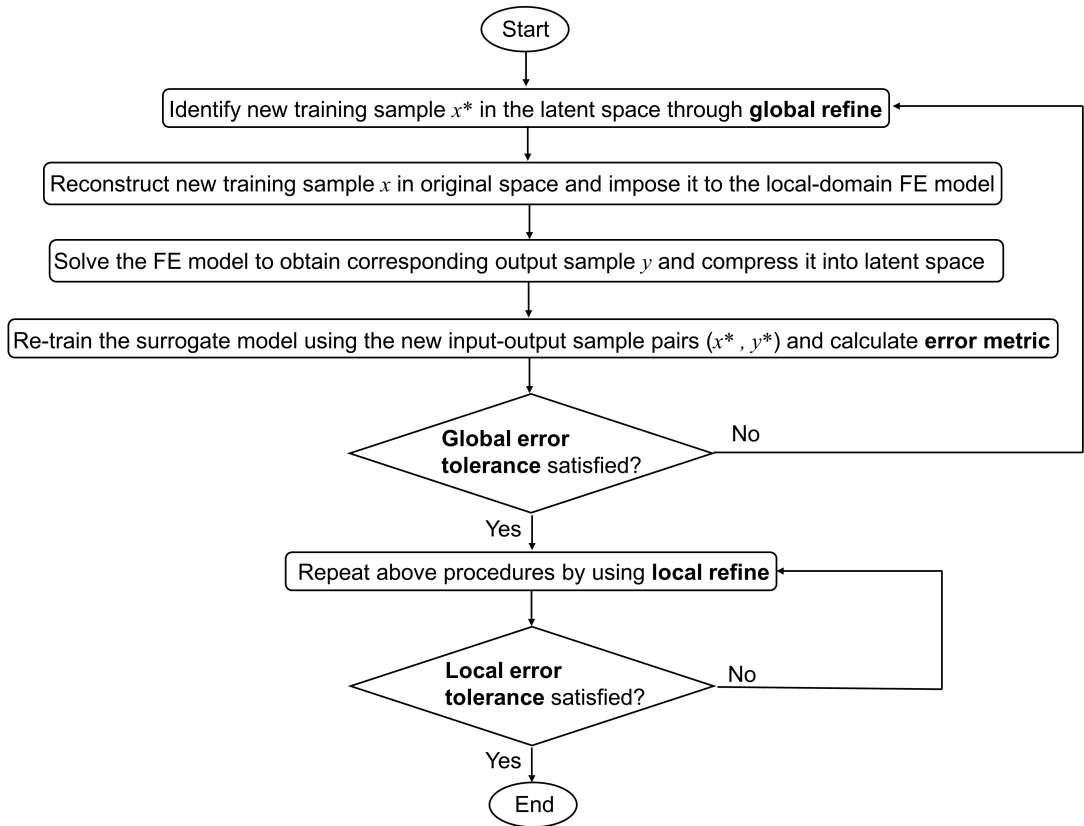 Start
Identify new training sample x* in the latent space through global refine
Reconstruct new training sample x in original space and impose it to the local-domain FE model
Solve the FE model to obtain corresponding output sample y and compress it into latent space
Re-train the surrogate model using the new input-output sample pairs (x* , y*) and calculate error metric
Global error
tolerance satisfied?
No
Yes
Repeat above procedures by using local refine
Local error
tolerance satisfied?
No
Yes
End